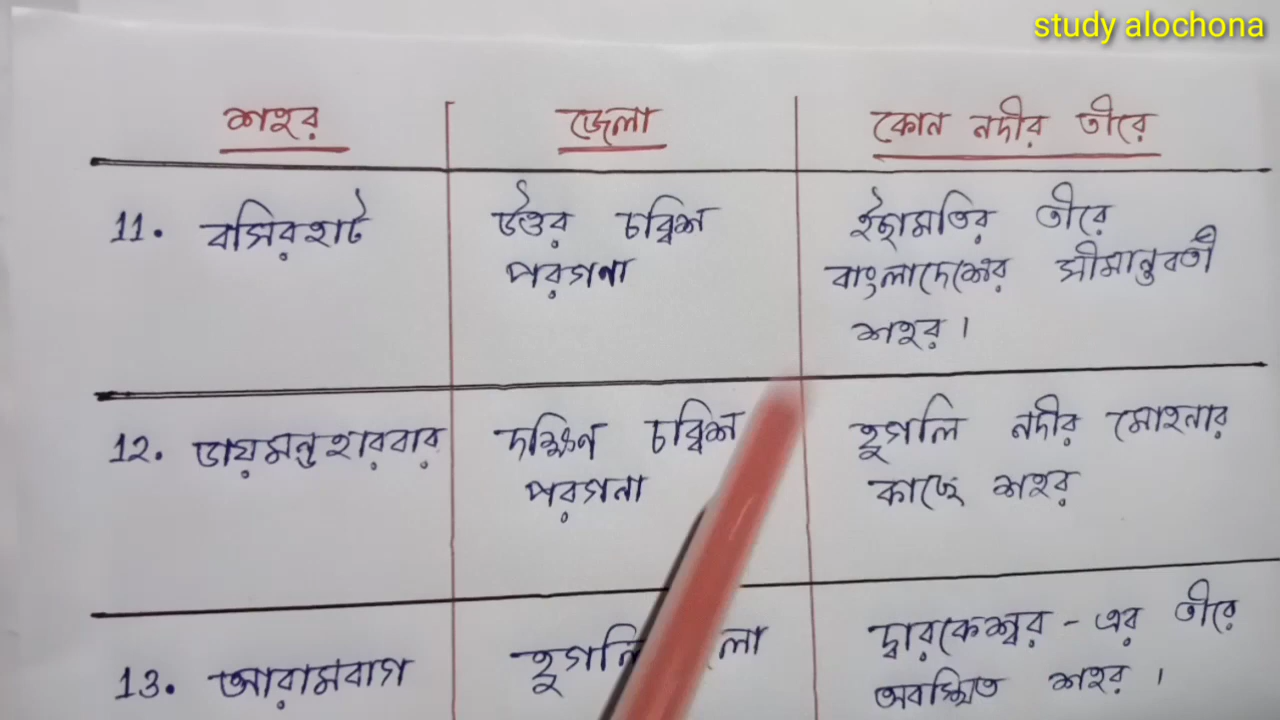 study alochona
শহর জেলা কোন নদীর তীরে
11. বসিরহাট উত্তর চব্বিশ ইছামতির তীরে
পরগনা বাংলাদেশের সীমান্তবর্তী
শহর।
12. ডায়মন্ডহারবার দক্ষিণ চব্বিশ হুগলি নদীর মোহনার
পরগনা কাছে শহর
13. আরামবাগ হুগলি দ্বারকেশ্বর - এর তীরে
অবস্থিত শহর।